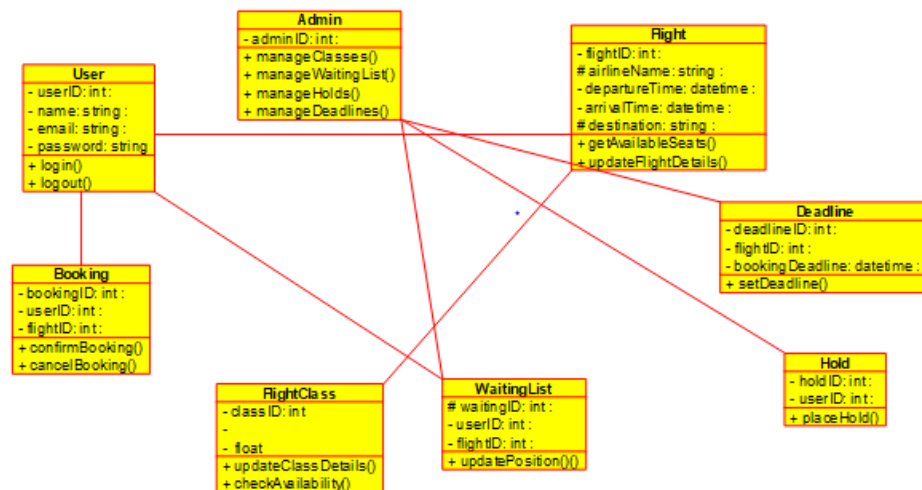 Admin
- adminID: int :
+ manageClasses()
+ manageWaitingList()
+ manageHolds()
+ manageDeadlines()
Flight
- flightID: int :
# airlineName: string :
- departureTime: datetime :
- arrivalTime: datetime :
# destination: string :
+ getAvailableSeats()
+ updateFlightDetails()
User
- userID: int :
- name: string :
- email: string :
- password: string
+ login()
+ logout()
Deadline
- deadlineID: int :
- flightID: int :
- bookingDeadline: datetime :
+ setDeadline()
Booking
- bookingID: int :
- userID: int :
- flightID: int :
+ confirmBooking()
+ cancelBooking()
Hold
- holdID: int :
- userID: int :
+ placeHold()
FlightClass
- classID: int
-
- float
+ updateClassDetails()
+ checkAvailability()
WaitingList
# waitingID: int :
- userID: int :
- flightID: int :
+ updatePosition()()